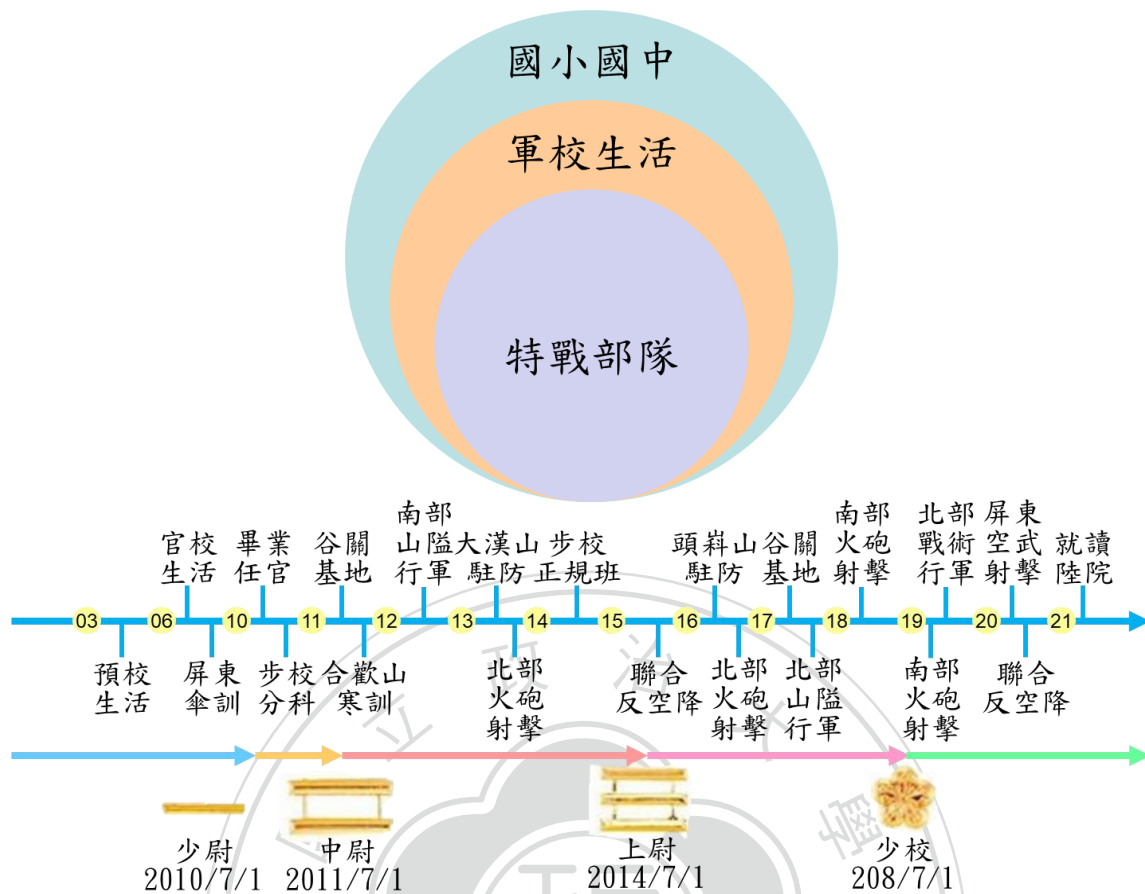 國小國中
軍校生活
特戰部隊
官校
生活
畢業
任官
谷關
基地
南部
山隘
行軍
大漢山
駐防
步校
正規班
頭嵙山
駐防
谷關
基地
南部
火砲
射擊
北部
戰術
行軍
屏東
空武
射擊
就讀
陸院
03 06 10 11 12 13 14 15 16 17 18 19 20 21
預校
生活
屏東
傘訓
步校
分科
合歡山
寒訓
北部
火砲
射擊
聯合
反空降
北部
火砲
射擊
北部
山隘
行軍
南部
火砲
射擊
聯合
反空降
少尉
2010/7/1
中尉
2011/7/1
上尉
2014/7/1
少校
208/7/1
立政治大學